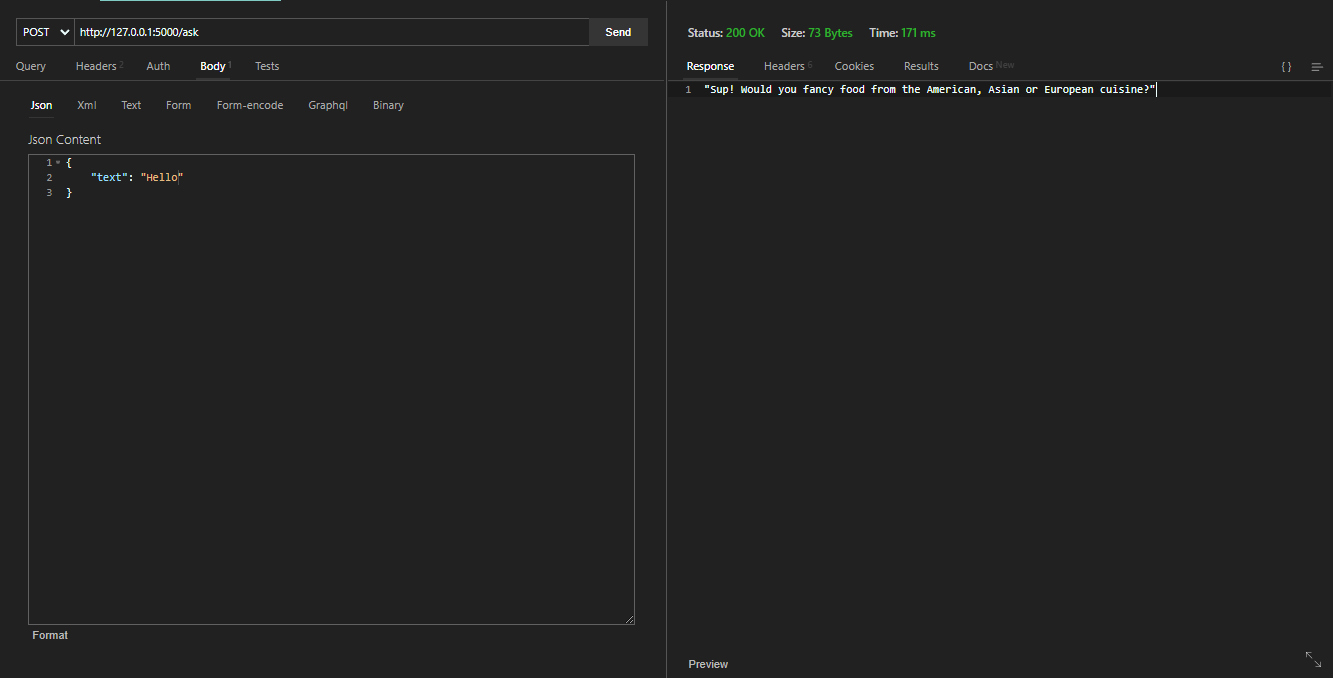 POST http://127.0.0.1:5000/ask Send
Query Headers 2 Auth Body 1 Tests
Json Xml Text Form Form-encode Graphql Binary
Json Content
1 {
2 "text": "Hello"
3 }
Format
Status: 200 OK Size: 73 Bytes Time: 171 ms
Response Headers 6 Cookies Results Docs New { }
1 "Sup! Would you fancy food from the American, Asian or European cuisine?"
Preview